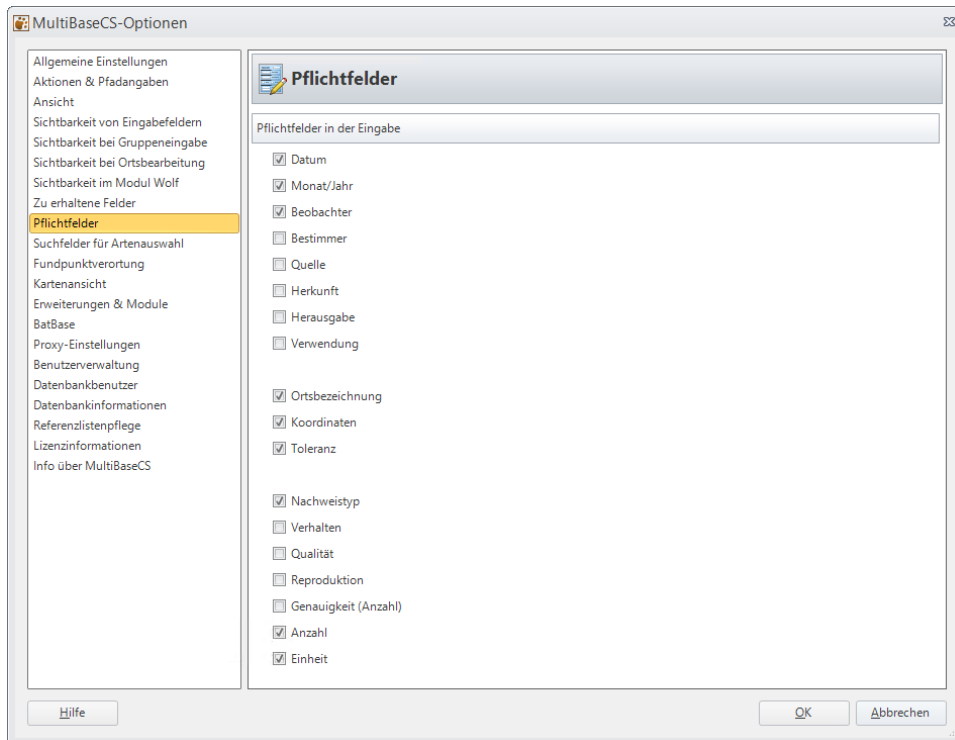 MultiBaseCS-Optionen
Allgemeine Einstellungen
Aktionen & Pfadangaben
Ansicht
Sichtbarkeit von Eingabefeldern
Sichtbarkeit bei Gruppeneingabe
Sichtbarkeit bei Ortsbearbeitung
Sichtbarkeit im Modul Wolf
Zu erhaltene Felder
Pflichtfelder
Suchfelder für Artenauswahl
Fundpunktverortung
Kartenansicht
Erweiterungen & Module
BatBase
Proxy-Einstellungen
Benutzerverwaltung
Datenbankbenutzer
Datenbankinformationen
Referenzlistenpflege
Lizenzinformationen
Info über MultiBaseCS
Pflichtfelder
Pflichtfelder in der Eingabe
Datum
Monat/Jahr
Beobachter
Bestimmer
Quelle
Herkunft
Herausgabe
Verwendung
Ortsbezeichnung
Koordinaten
Toleranz
Nachweistyp
Verhalten
Qualität
Reproduktion
Genauigkeit (Anzahl)
Anzahl
Einheit
Hilfe
OK
Abbrechen